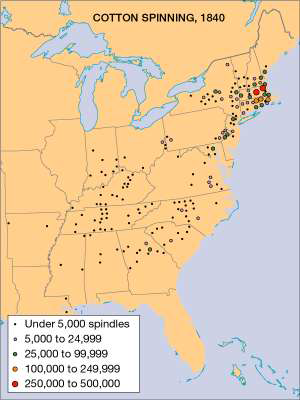 COTTON SPINNING, 1840
Under 5,000 spindles
5,000 to 24,999
25,000 to 99,999
100,000 to 249,999
250,000 to 500,000